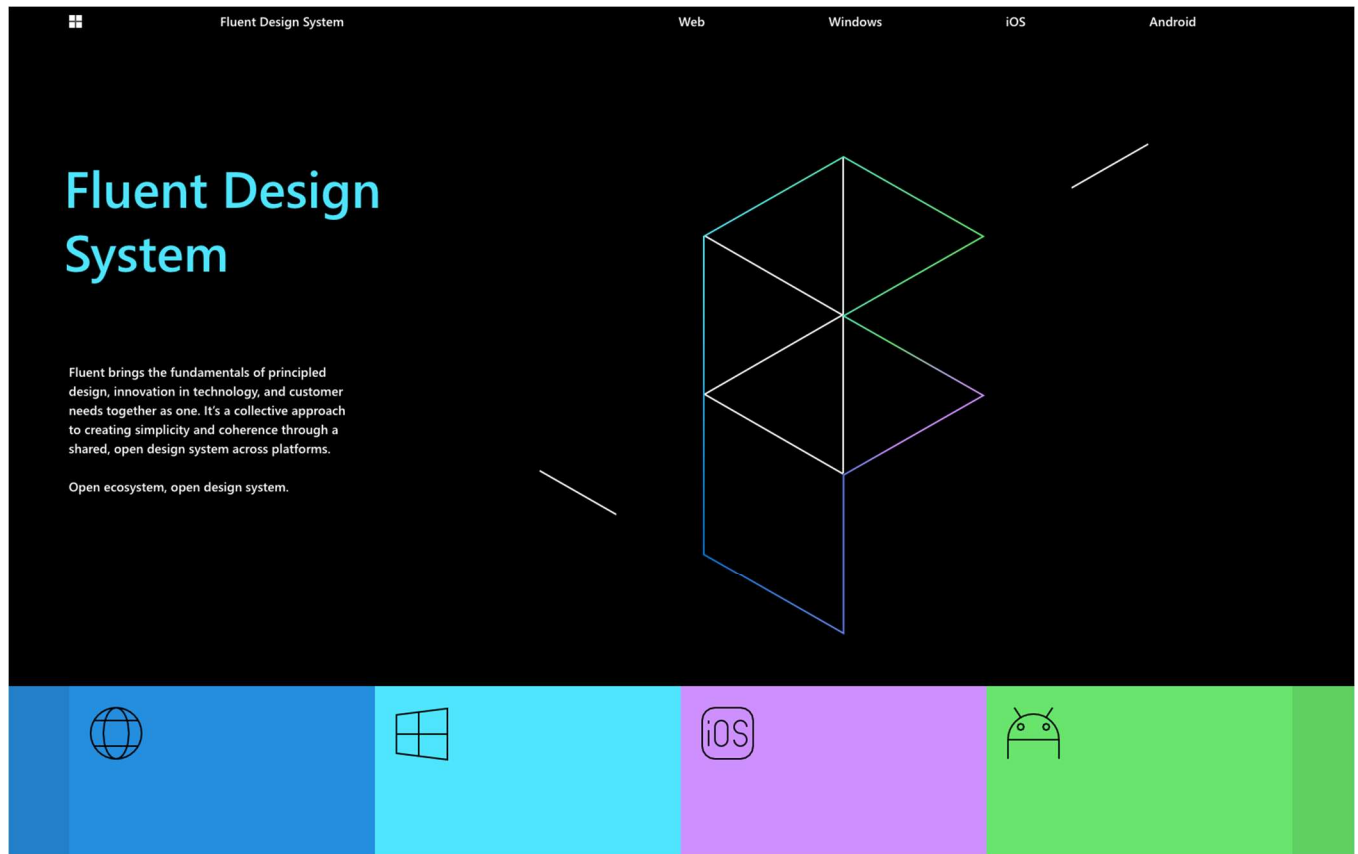 Fluent Design System
Web
Windows
iOS
Android
Fluent Design
System
Fluent brings the fundamentals of principled
design, innovation in technology, and customer
needs together as one. It’s a collective approach
to creating simplicity and coherence through a
shared, open design system across platforms.
Open ecosystem, open design system.
iOS